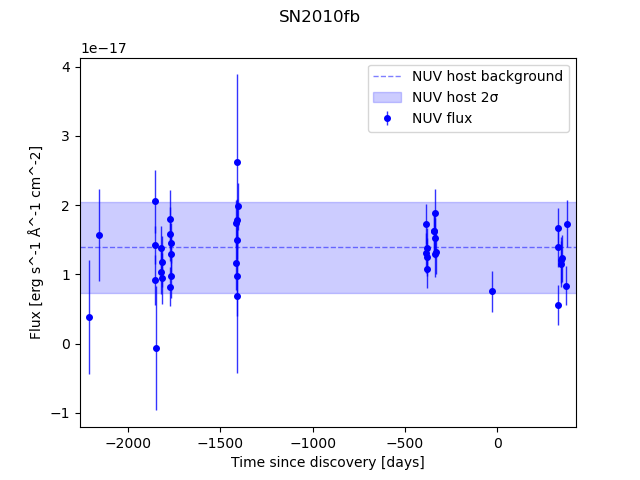 SN2010fb
1e−17
NUV host background
NUV host 2σ
NUV flux
4
3
2
1
0
−1
Flux [erg s^-1 Å^-1 cm^-2]
−2000 −1500 −1000 −500 0
Time since discovery [days]